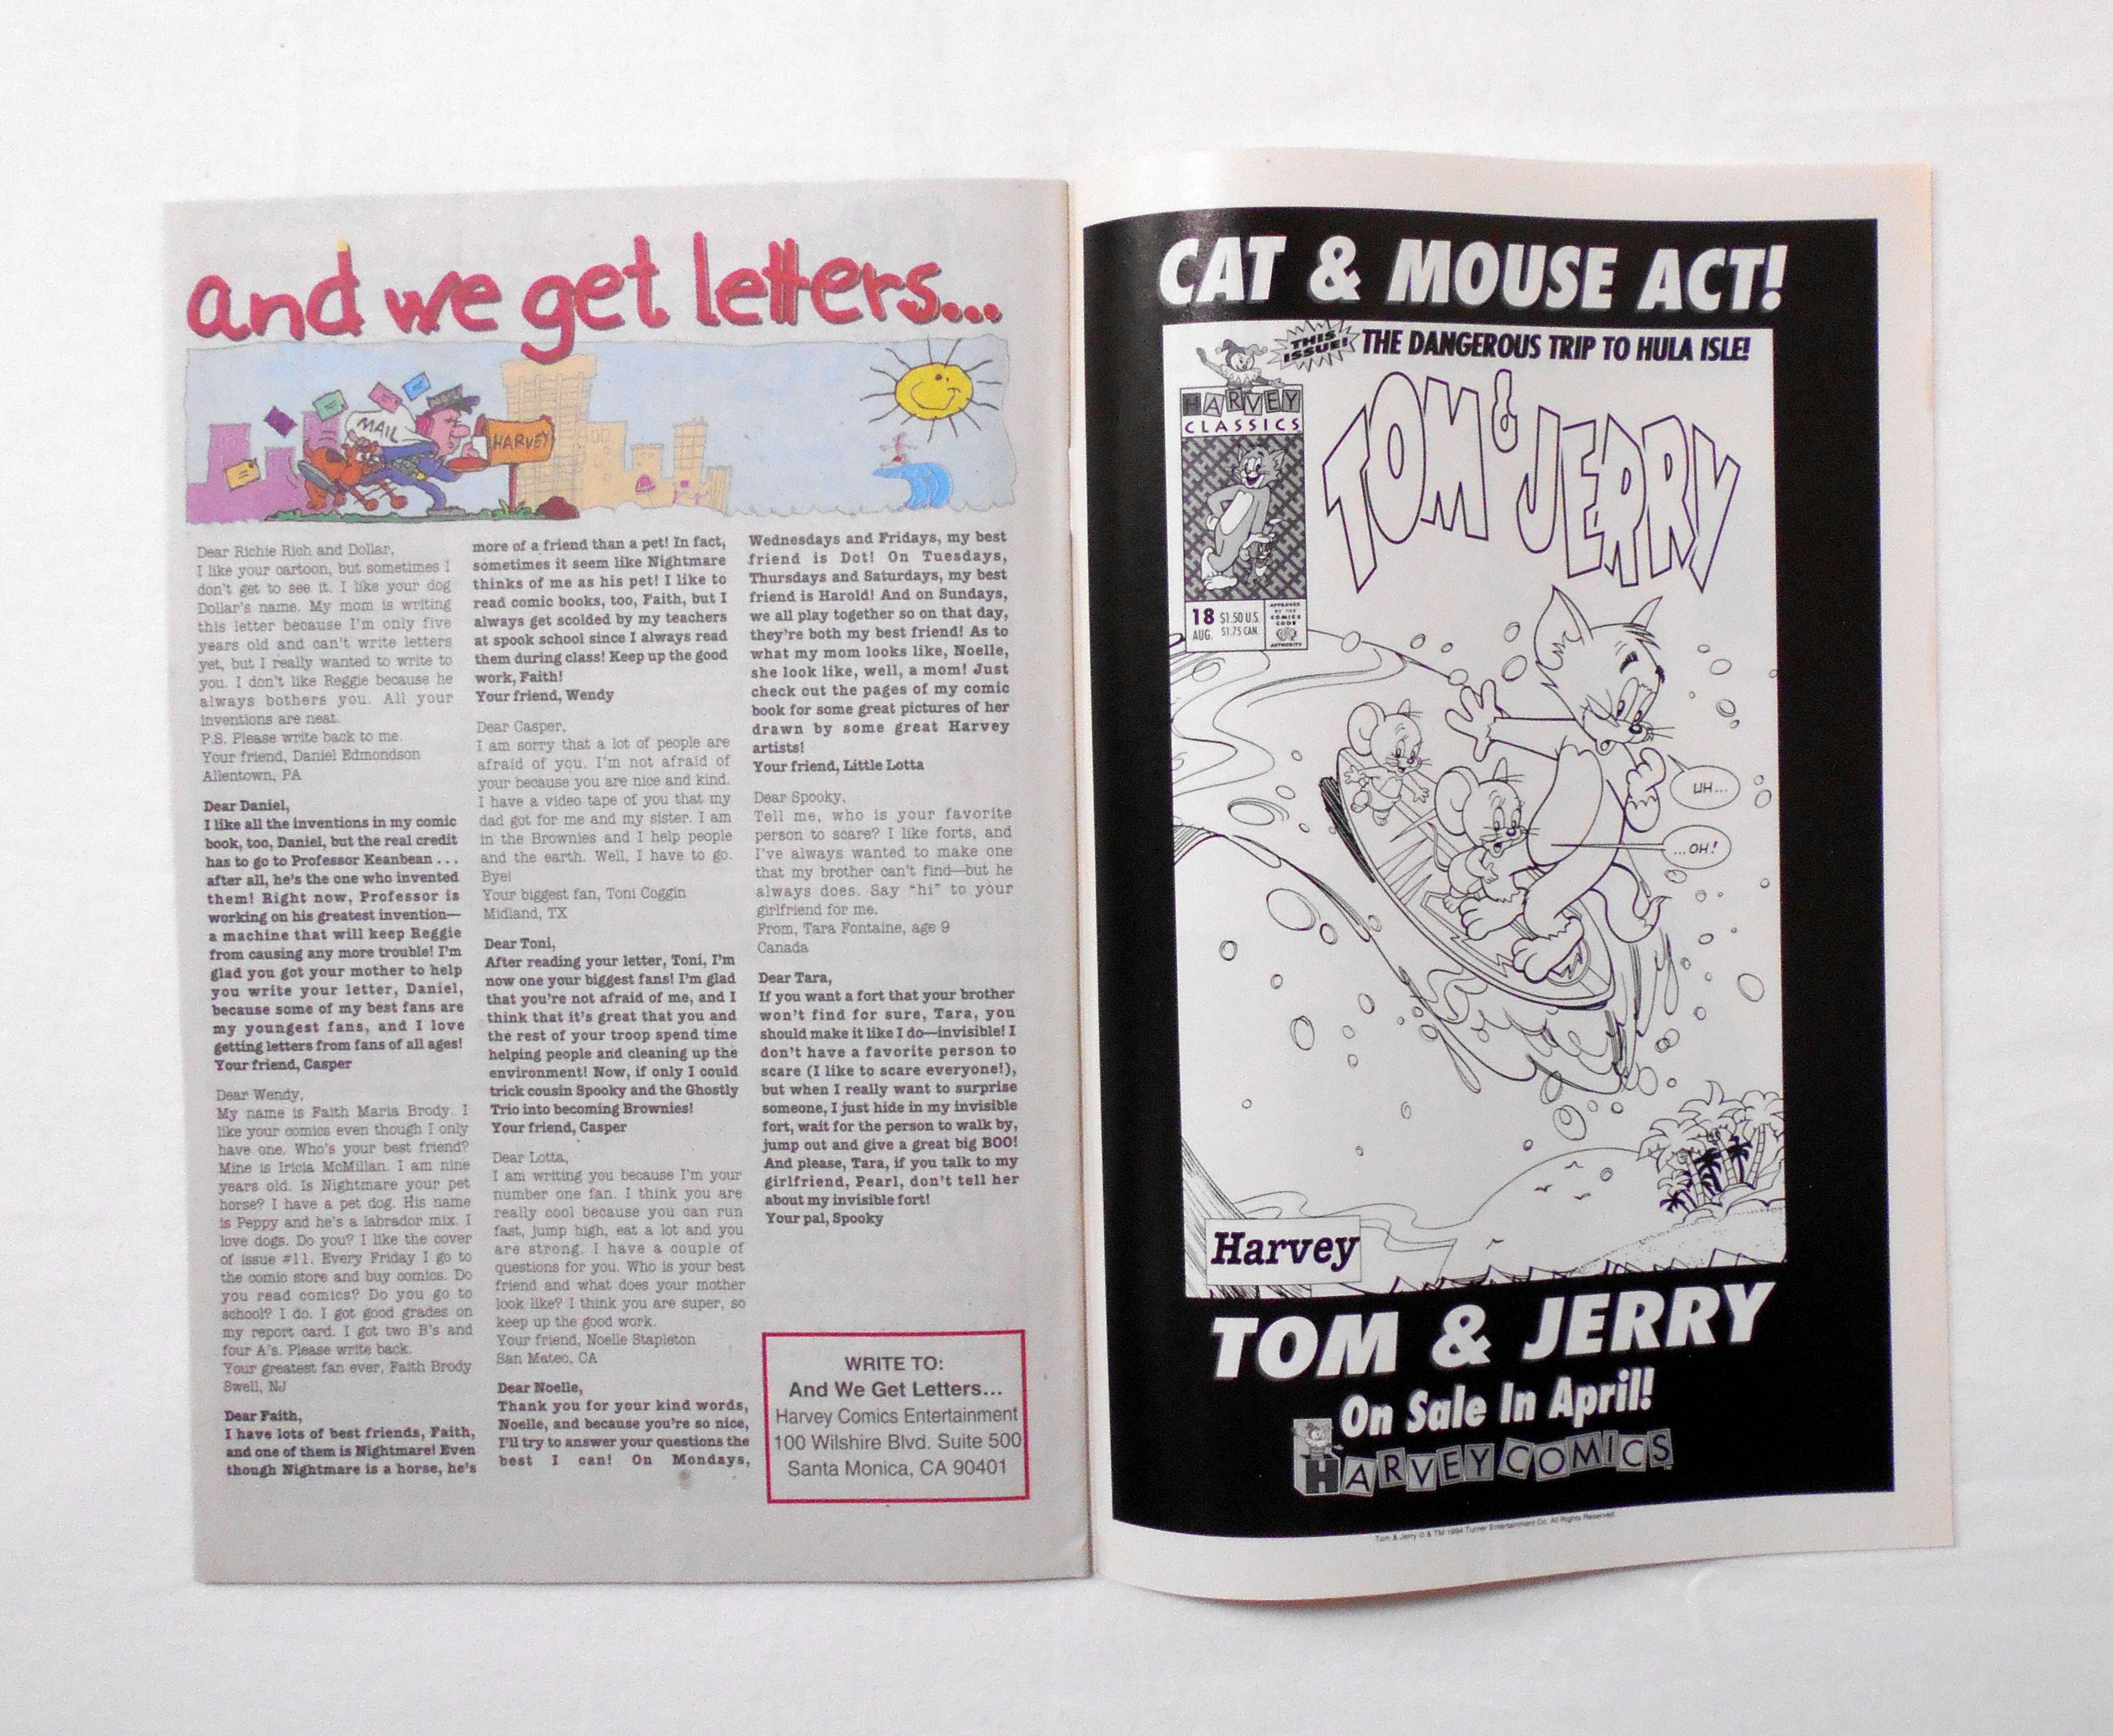 and we get letters...
MAIL
MAIL
HARVEY
Dear Richie Rich and Dollar,
I like your cartoon, but sometimes I
don't get to see it. I like your dog
Dollar's name. My mom is writing
this letter because I'm only five
years old and can't write letters
yet, but I really wanted to write to
you. I don't like Reggie because he
always bothers you. All your
inventions are neat.
P.S. Please write back to me.
Your friend, Daniel Edmondson
Allentown, PA
Dear Daniel,
I like all the inventions in my comic
book, too, Daniel, but the real credit
has to go to Professor Keanbean . . .
after all, he's the one who invented
them! Right now, Professor is
working on his greatest invention—
a machine that will keep Reggie
from causing any more trouble! I'm
glad you got your mother to help
you write your letter, Daniel,
because some of my best fans are
my youngest fans, and I love
getting letters from fans of all ages!
Your friend, Casper
Dear Wendy,
My name is Faith Maria Brody. I
like your comics even though I only
have one. Who's your best friend?
Mine is Iricia McMillan. I am nine
years old. Is Nightmare your pet
horse? I have a pet dog. His name
is Peppy and he's a labrador mix. I
love dogs. Do you? I like the cover
of issue #11. Every Friday I go to
the comic store and buy comics. Do
you read comics? Do you go to
school? I do. I got good grades on
my report card. I got two B's and
four A's. Please write back.
Your greatest fan ever, Faith Brody
Swell, NJ
Dear Faith,
I have lots of best friends, Faith,
and one of them is Nightmare! Even
though Nightmare is a horse, he's
more of a friend than a pet! In fact,
sometimes it seem like Nightmare
thinks of me as his pet! I like to
read comic books, too, Faith, but I
always get scolded by my teachers
at spook school since I always read
them during class! Keep up the good
work, Faith!
Your friend, Wendy
Dear Casper,
I am sorry that a lot of people are
afraid of you. I'm not afraid of
your because you are nice and kind.
I have a video tape of you that my
dad got for me and my sister. I am
in the Brownies and I help people
and the earth. Well, I have to go.
Bye!
Your biggest fan, Toni Coggin
Midland, TX
Dear Toni,
After reading your letter, Toni, I'm
now one your biggest fans! I'm glad
that you're not afraid of me, and I
think that it's great that you and
the rest of your troop spend time
helping people and cleaning up the
environment! Now, if only I could
trick cousin Spooky and the Ghostly
Trio into becoming Brownies!
Your friend, Casper
Dear Lotta,
I am writing you because I'm your
number one fan. I think you are
really cool because you can run
fast, jump high, eat a lot and you
are strong. I have a couple of
questions for you. Who is your best
friend and what does your mother
look like? I think you are super, so
keep up the good work.
Your friend, Noelle Stapleton
San Mateo, CA
Dear Noelle,
Thank you for your kind words,
Noelle, and because you're so nice,
I'll try to answer your questions the
best I can! On Mondays,
Wednesdays and Fridays, my best
friend is Dot! On Tuesdays,
Thursdays and Saturdays, my best
friend is Harold! And on Sundays,
we all play together so on that day,
they're both my best friend! As to
what my mom looks like, Noelle,
she look like, well, a mom! Just
check out the pages of my comic
book for some great pictures of her
drawn by some great Harvey
artists!
Your friend, Little Lotta
Dear Spooky,
Tell me, who is your favorite
person to scare? I like forts, and
I've always wanted to make one
that my brother can't find—but he
always does. Say "hi" to your
girlfriend for me.
From, Tara Fontaine, age 9
Canada
Dear Tara,
If you want a fort that your brother
won't find for sure, Tara, you
should make it like I do—invisible! I
don't have a favorite person to
scare (I like to scare everyone!),
but when I really want to surprise
someone, I just hide in my invisible
fort, wait for the person to walk by,
jump out and give a great big BOO!
And please, Tara, if you talk to my
girlfriend, Pearl, don't tell her
about my invisible fort!
Your pal, Spooky
WRITE TO:
And We Get Letters...
Harvey Comics Entertainment
100 Wilshire Blvd. Suite 500
Santa Monica, CA 90401
CAT & MOUSE ACT!
THIS ISSUE!
THE DANGEROUS TRIP TO HULA ISLE!
HARVEY
CLASSICS
TOM & JERRY
18
AUG.
$1.50 U.S.
$1.75 CAN.
APPROVED
BY THE
COMICS
CODE
AUTHORITY
UH...
...OH!
Harvey
TOM & JERRY
On Sale In April!
HARVEY COMICS
Tom & Jerry © & TM 1994 Turner Entertainment Co. All Rights Reserved.